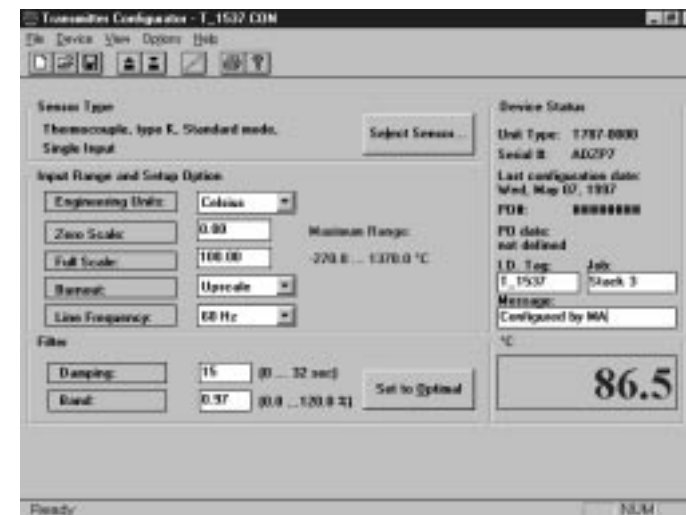 Transmitter Configurator - T_1537.CON
File Device View Options Help
Sensor Type
Thermocouple, type K, Standard mode,
Single Input
Select Sensor...
Input Range and Setup Option
Engineering Units: Celsius
Zero Scale: 0.00
Full Scale: 100.00
Maximum Range:
-270.0 ... 1370.0 °C
Burnout: Upscale
Line Frequency: 60 Hz
Filter
Damping: 15 (0 ... 32 sec)
Band: 0.97 (0.0 ...120.0 %)
Set to Optimal
Device Status
Unit Type:
Serial #: ADZP7
Last configuration date:
Wed, May 07, 1997
PO#: ########
PO date:
not defined
I.D. Tag: Job:
T_1537 Stack 3
Message:
Configured by MA
°C
86.5
Ready NUM